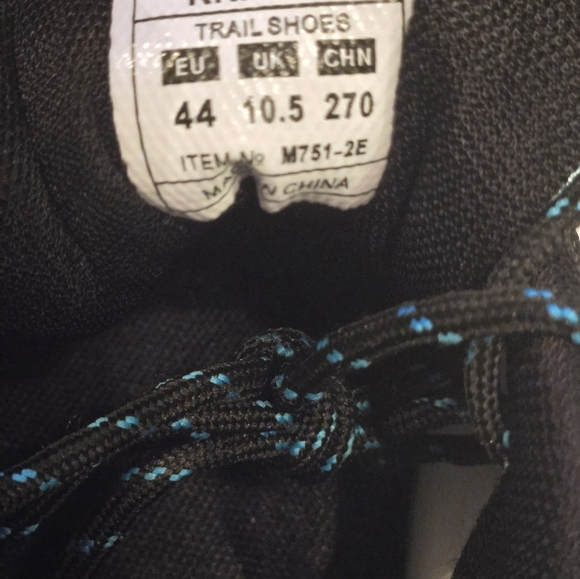 TRAIL SHOES
EU UK CHN
44 10.5 270
ITEM No M751-2E
MADE IN CHINA